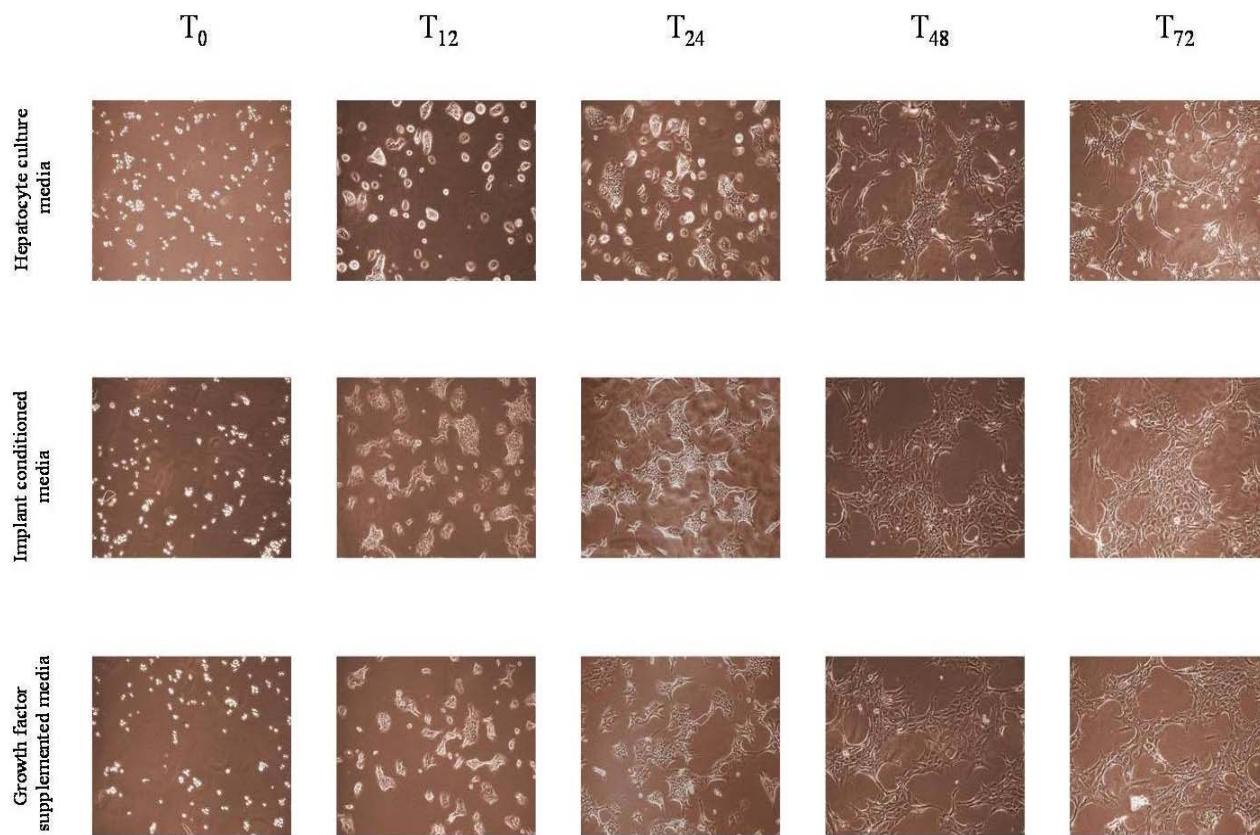 T₀ T₁₂ T₂₄ T₄₈ T₇₂
Hepatocyte culture
media
Implant conditioned
media
Growth factor
supplemented media